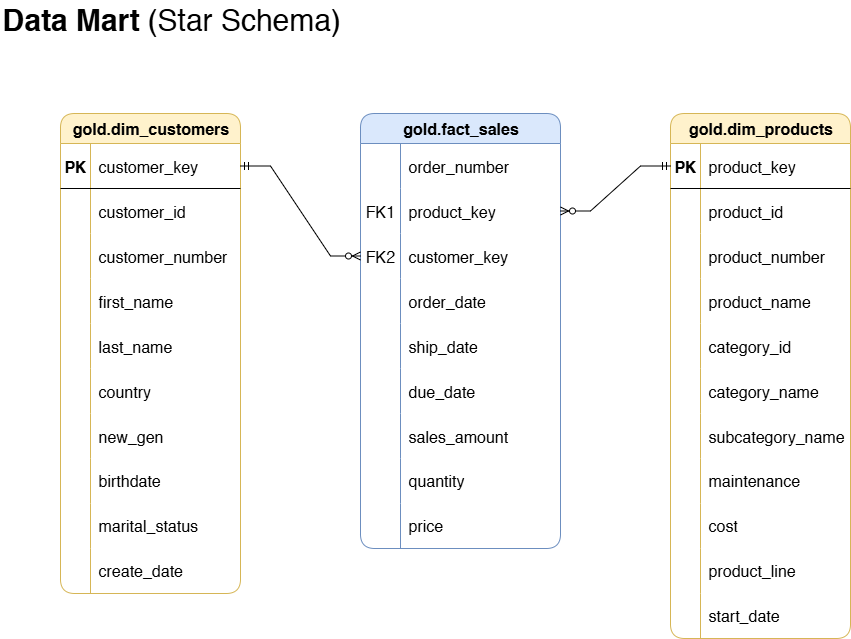 Data Mart (Star Schema)
gold.dim_customers
PK customer_key
customer_id
customer_number
first_name
last_name
country
new_gen
birthdate
marital_status
create_date
gold.fact_sales
order_number
FK1 product_key
FK2 customer_key
order_date
ship_date
due_date
sales_amount
quantity
price
gold.dim_products
PK product_key
product_id
product_number
product_name
category_id
category_name
subcategory_name
maintenance
cost
product_line
start_date